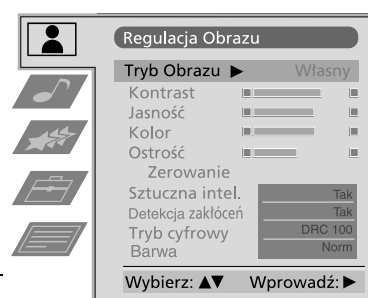 Regulacja Obrazu
Tryb Obrazu ▶ Własny
Kontrast
Jasność
Kolor
Ostrość
Zerowanie
Sztuczna intel. Tak
Detekcja zakłóceń Tak
Tryb cyfrowy DRC 100
Barwa Norm
Wybierz: ▲▼ Wprowadź: ▶